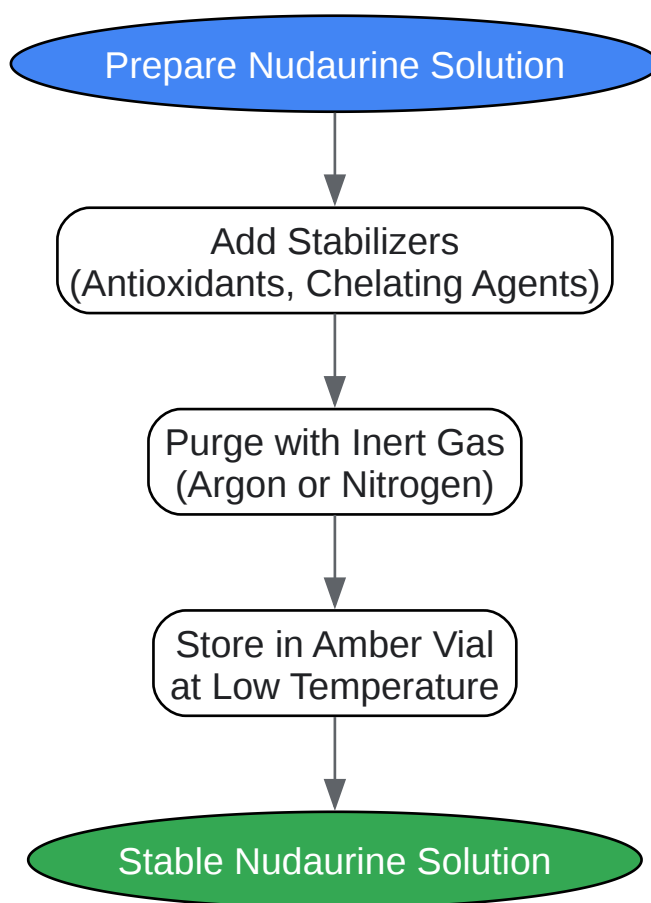 Prepare Nudaurine Solution
Add Stabilizers
(Antioxidants, Chelating Agents)
Purge with Inert Gas
(Argon or Nitrogen)
Store in Amber Vial
at Low Temperature
Stable Nudaurine Solution